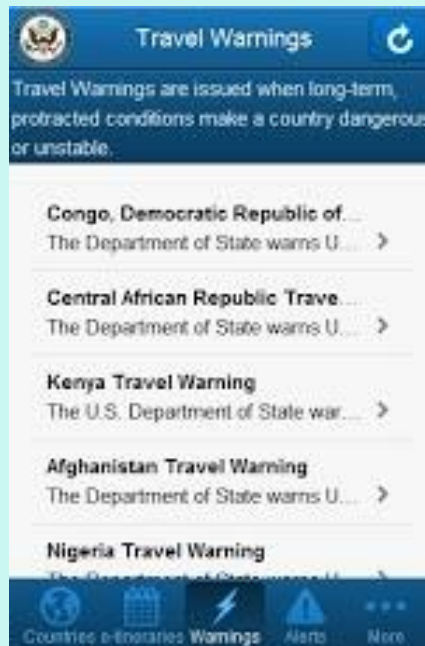 Travel Warnings
Travel Warnings are issued when long-term,
protracted conditions make a country dangerous
or unstable.
Congo, Democratic Republic of...
The Department of State warns U...
Central African Republic Trave...
The Department of State warns U...
Kenya Travel Warning
The U.S. Department of State war...
Afghanistan Travel Warning
The Department of State warns U...
Nigeria Travel Warning
Countries e-Itineraries Warnings Alerts More